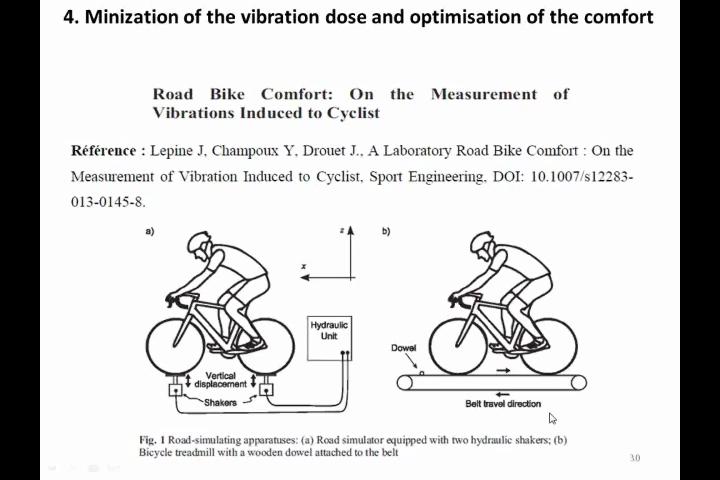 4. Minization of the vibration dose and optimisation of the comfort
Road Bike Comfort: On the Measurement of
Vibrations Induced to Cyclist
Référence : Lepine J, Champoux Y, Drouet J., A Laboratory Road Bike Comfort : On the
Measurement of Vibration Induced to Cyclist, Sport Engineering, DOI: 10.1007/s12283-
013-0145-8.
a)
z
b)
x
Hydraulic
Unit
Dowel
Vertical
displacement
Shakers
Belt travel direction
Fig. 1 Road-simulating apparatuses: (a) Road simulator equipped with two hydraulic shakers; (b)
Bicycle treadmill with a wooden dowel attached to the belt
30